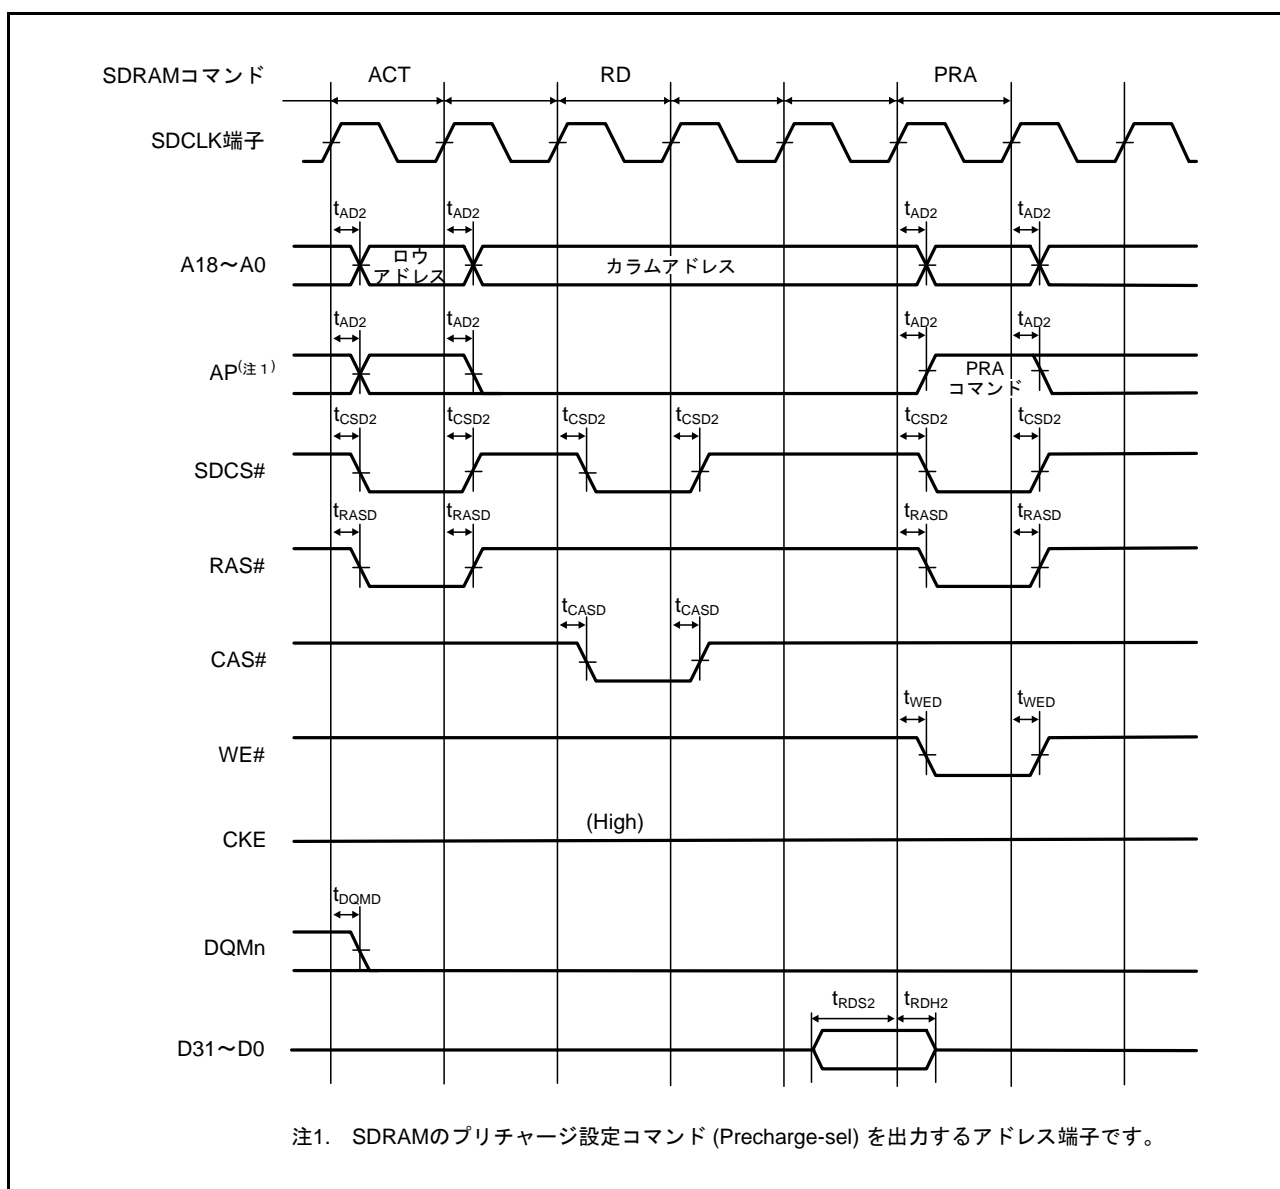 SDRAMコマンド ACT RD PRA
SDCLK端子
tAD2 tAD2 tAD2 tAD2
A18～A0 ロウ アドレス カラムアドレス
tAD2 tAD2 tAD2 tAD2
AP(注1) PRA コマンド
tCSD2 tCSD2 tCSD2 tCSD2 tCSD2 tCSD2
SDCS#
tRASD tRASD tRASD tRASD
RAS#
tCASD tCASD
CAS#
tWED tWED
WE#
(High)
CKE
tDQMD
DQMn
tRDS2 tRDH2
D31～D0
注1. SDRAMのプリチャージ設定コマンド (Precharge-sel) を出力するアドレス端子です。